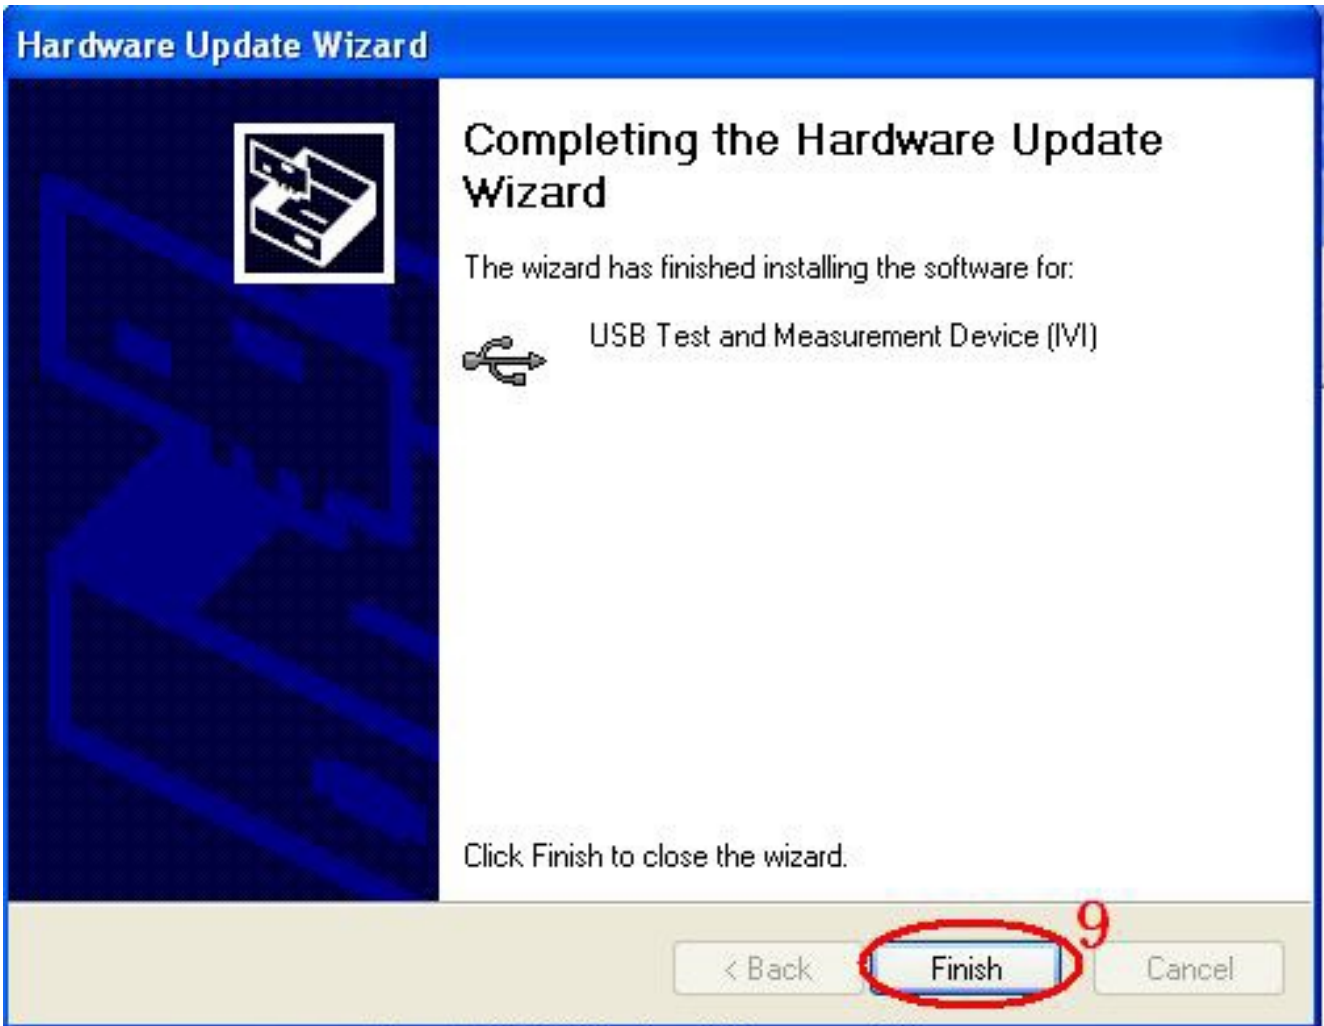 Hardware Update Wizard
Completing the Hardware Update
Wizard
The wizard has finished installing the software for:
USB Test and Measurement Device (IVI)
Click Finish to close the wizard.
9
< Back
Finish
Cancel